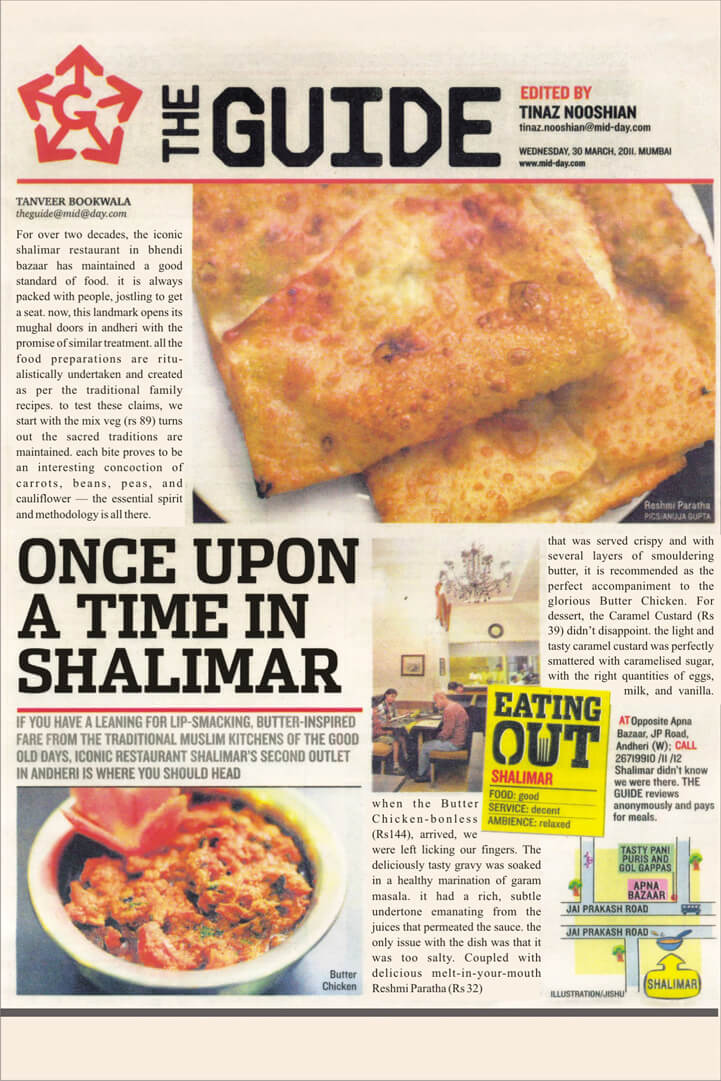 THE GUIDE
EDITED BY
TINAZ NOOSHIAN
tinaz.nooshian@mid-day.com
WEDNESDAY, 30 MARCH, 2011. MUMBAI
www.mid-day.com
G
TANVEER BOOKWALA
theguide@mid@day.com
For over two decades, the iconic
shalimar restaurant in bhendi
bazaar has maintained a good
standard of food. it is always
packed with people, jostling to get
a seat. now, this landmark opens its
mughal doors in andheri with the
promise of similar treatment. all the
food preparations are ritu-
alistically undertaken and created
as per the traditional family
recipes. to test these claims, we
start with the mix veg (rs 89) turns
out the sacred traditions are
maintained. each bite proves to be
an interesting concoction of
carrots, beans, peas, and
cauliflower — the essential spirit
and methodology is all there.
Reshmi Paratha
PICS/ANUJA GUPTA
ONCE UPON
A TIME IN
SHALIMAR
IF YOU HAVE A LEANING FOR LIP-SMACKING, BUTTER-INSPIRED
FARE FROM THE TRADITIONAL MUSLIM KITCHENS OF THE GOOD
OLD DAYS, ICONIC RESTAURANT SHALIMAR'S SECOND OUTLET
IN ANDHERI IS WHERE YOU SHOULD HEAD
Butter
Chicken
when the Butter
Chicken-bonless
(Rs144), arrived, we
were left licking our fingers. The
deliciously tasty gravy was soaked
in a healthy marination of garam
masala. it had a rich, subtle
undertone emanating from the
juices that permeated the sauce. the
only issue with the dish was that it
was too salty. Coupled with
delicious melt-in-your-mouth
Reshmi Paratha (Rs 32)
that was served crispy and with
several layers of smouldering
butter, it is recommended as the
perfect accompaniment to the
glorious Butter Chicken. For
dessert, the Caramel Custard (Rs
39) didn't disappoint. the light and
tasty caramel custard was perfectly
smattered with caramelised sugar,
with the right quantities of eggs,
milk, and vanilla.
EATING
OUT
SHALIMAR
FOOD: good
SERVICE: decent
AMBIENCE: relaxed
AT Opposite Apna
Bazaar, JP Road,
Andheri (W); CALL
26719910 /11 /12
Shalimar didn't know
we were there. THE
GUIDE reviews
anonymously and pays
for meals.
TASTY PANI
PURIS AND
GOL GAPPAS
APNA
BAZAAR
JAI PRAKASH ROAD
JAI PRAKASH ROAD
SHALIMAR
ILLUSTRATION/JISHU